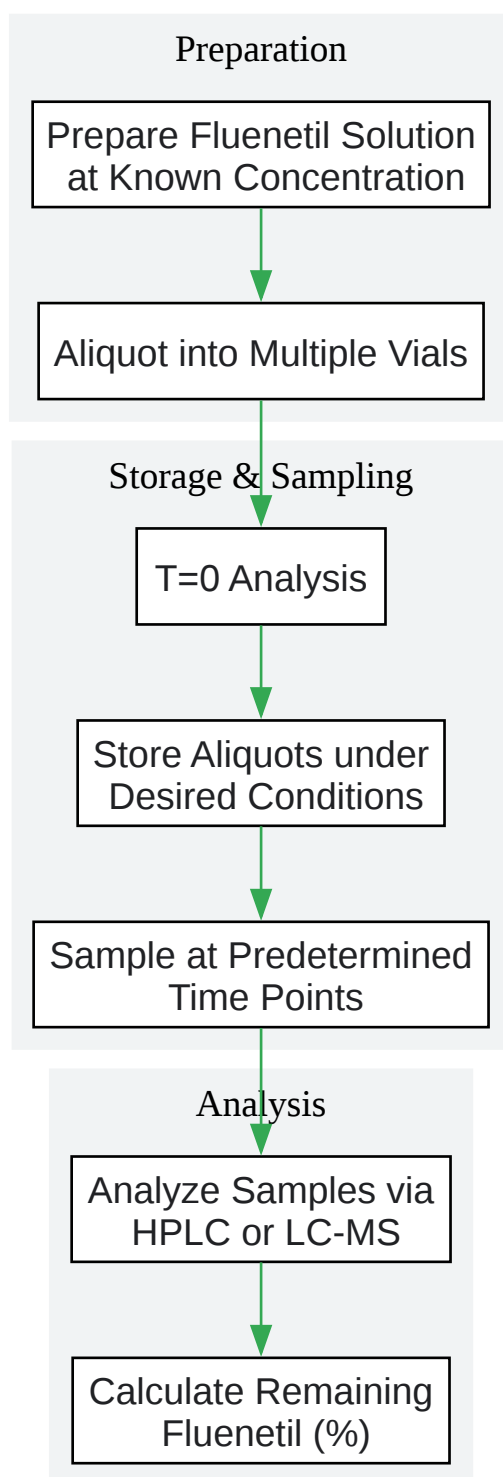 Preparation
Prepare Fluenetil Solution
at Known Concentration
Aliquot into Multiple Vials
Storage & Sampling
T=0 Analysis
Store Aliquots under
Desired Conditions
Sample at Predetermined
Time Points
Analysis
Analyze Samples via
HPLC or LC-MS
Calculate Remaining
Fluenetil (%)